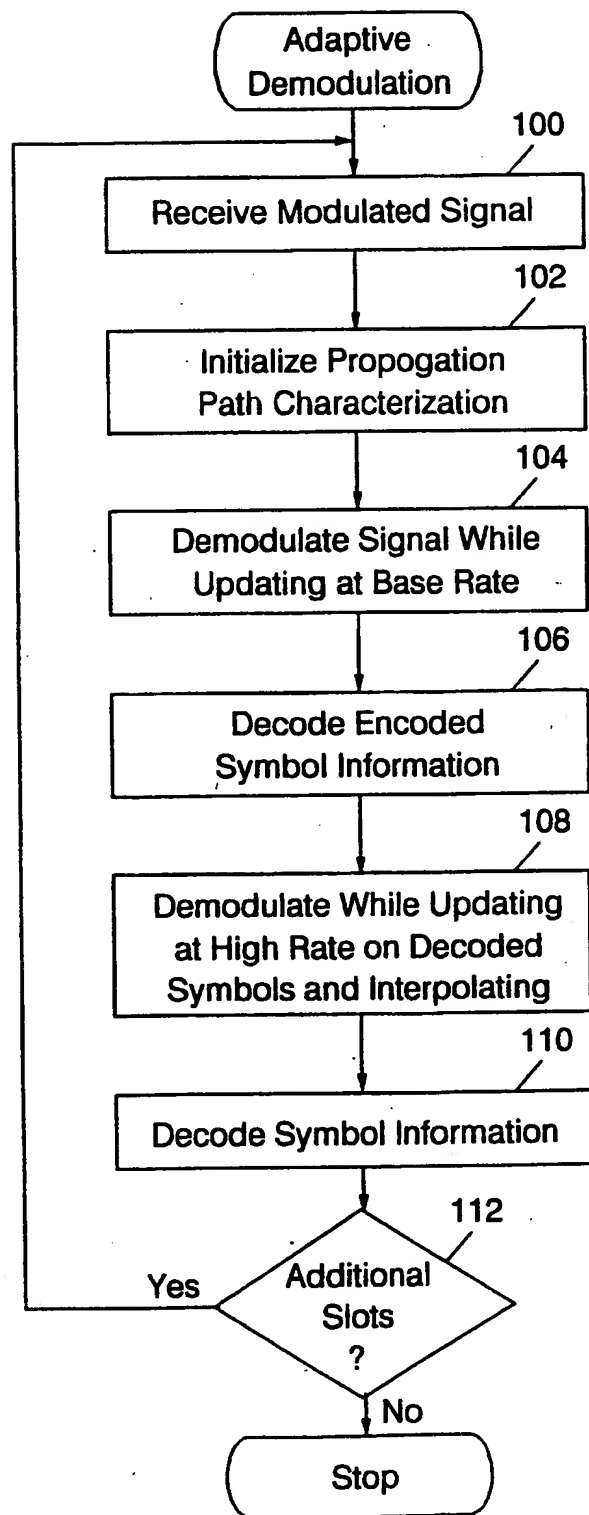 Adaptive
Demodulation
100
Receive Modulated Signal
102
Initialize Propogation
Path Characterization
104
Demodulate Signal While
Updating at Base Rate
106
Decode Encoded
Symbol Information
108
Demodulate While Updating
at High Rate on Decoded
Symbols and Interpolating
110
Decode Symbol Information
112
Yes
Additional
Slots
?
No
Stop